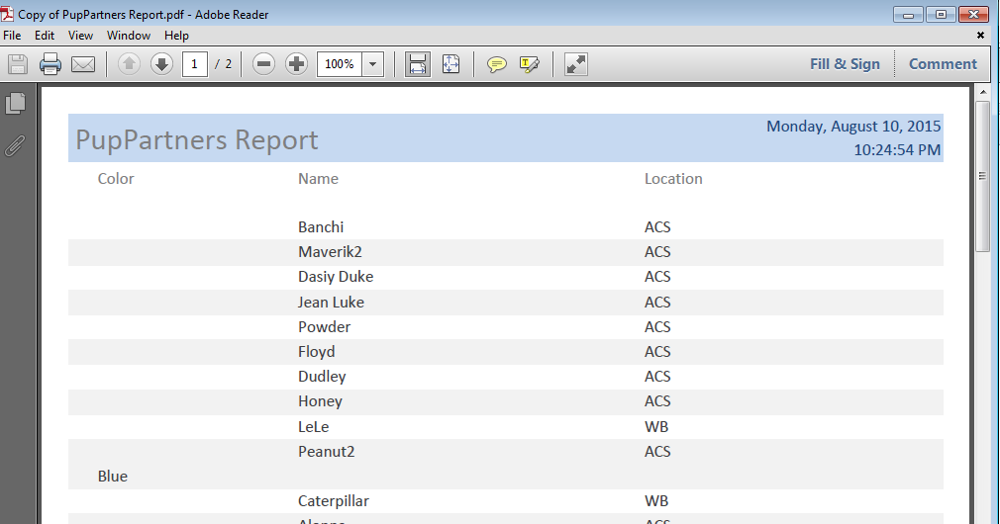 Copy of PupPartners Report.pdf - Adobe Reader
File Edit View Window Help
1 / 2 100% Fill & Sign Comment
PupPartners Report
Monday, August 10, 2015
10:24:54 PM
Color Name Location
Banchi ACS
Maverik2 ACS
Dasiy Duke ACS
Jean Luke ACS
Powder ACS
Floyd ACS
Dudley ACS
Honey ACS
LeLe WB
Peanut2 ACS
Blue
Caterpillar WB